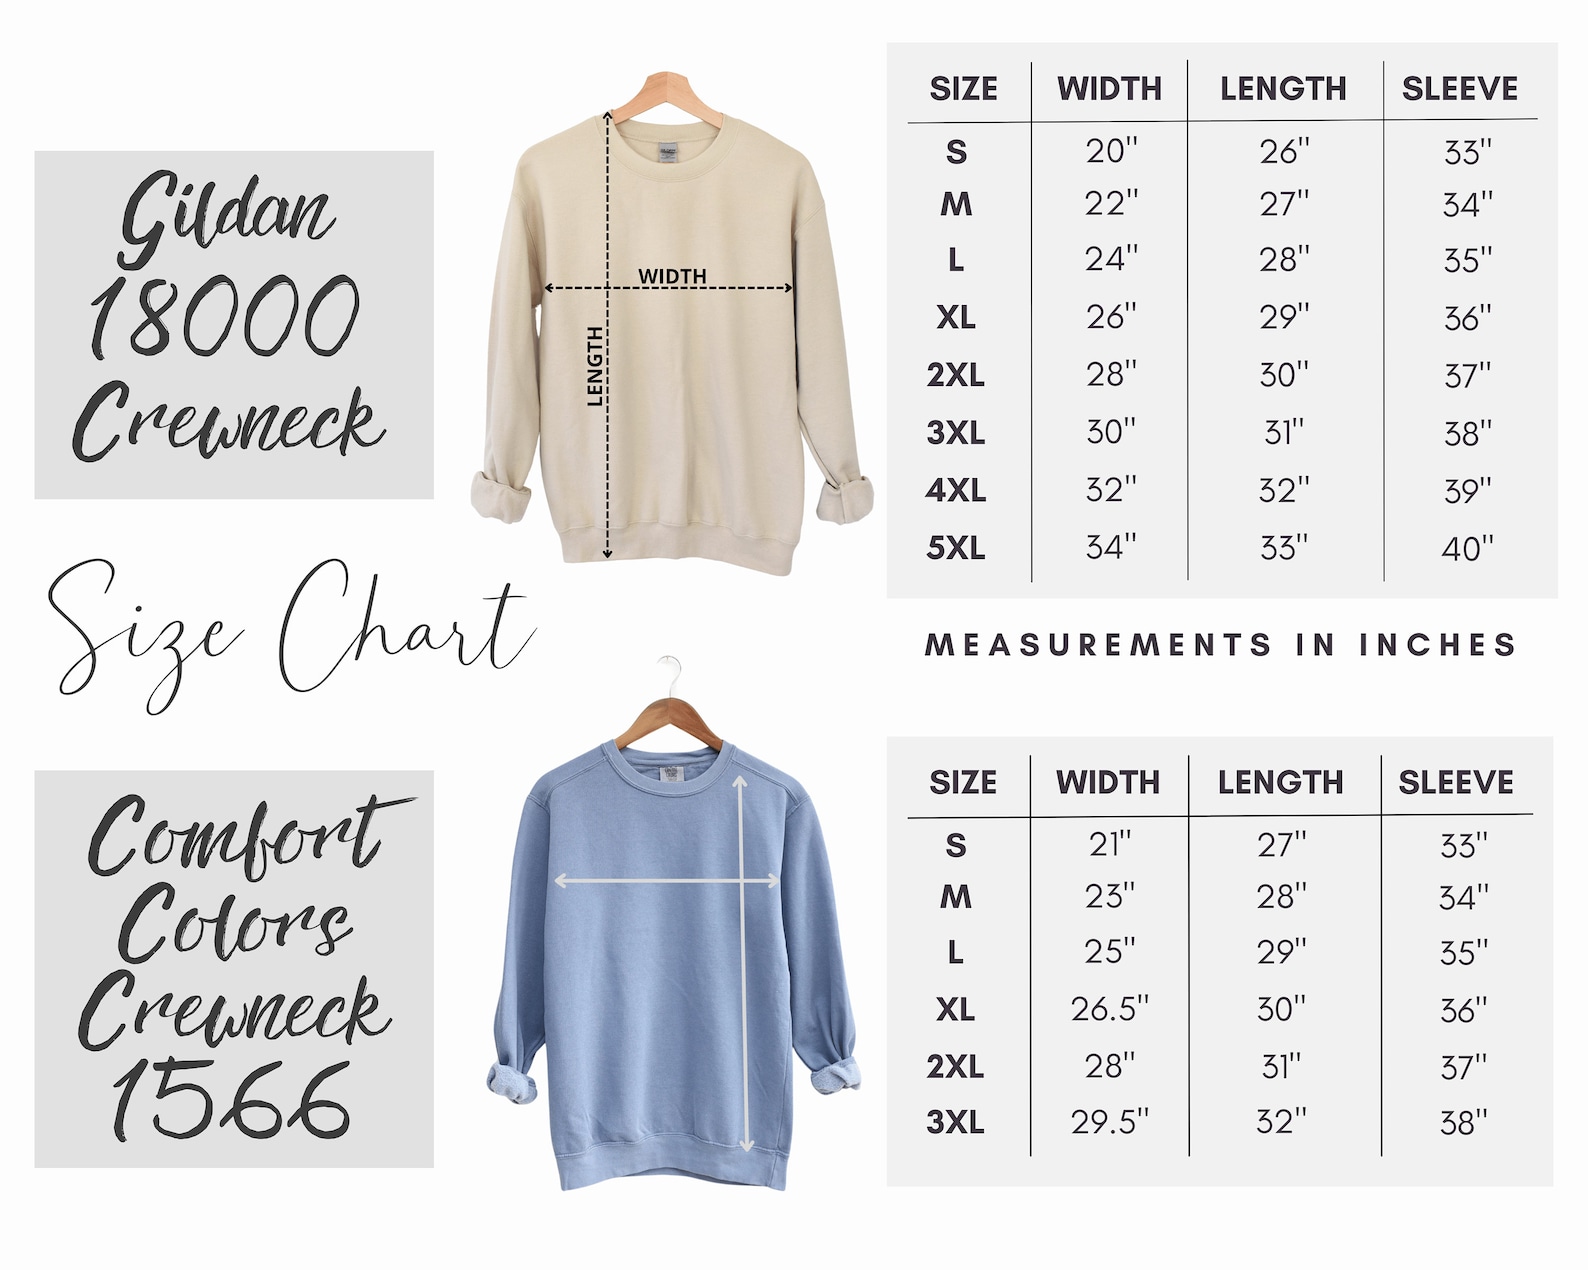 Gildan
18000
Crewneck
WIDTH
LENGTH
SIZE WIDTH LENGTH SLEEVE
S 20" 26" 33"
M 22" 27" 34"
L 24" 28" 35"
XL 26" 29" 36"
2XL 28" 30" 37"
3XL 30" 31" 38"
4XL 32" 32" 39"
5XL 34" 33" 40"
Size Chart
MEASUREMENTS IN INCHES
Comfort
Colors
Crewneck
1566
SIZE WIDTH LENGTH SLEEVE
S 21" 27" 33"
M 23" 28" 34"
L 25" 29" 35"
XL 26.5" 30" 36"
2XL 28" 31" 37"
3XL 29.5" 32" 38"